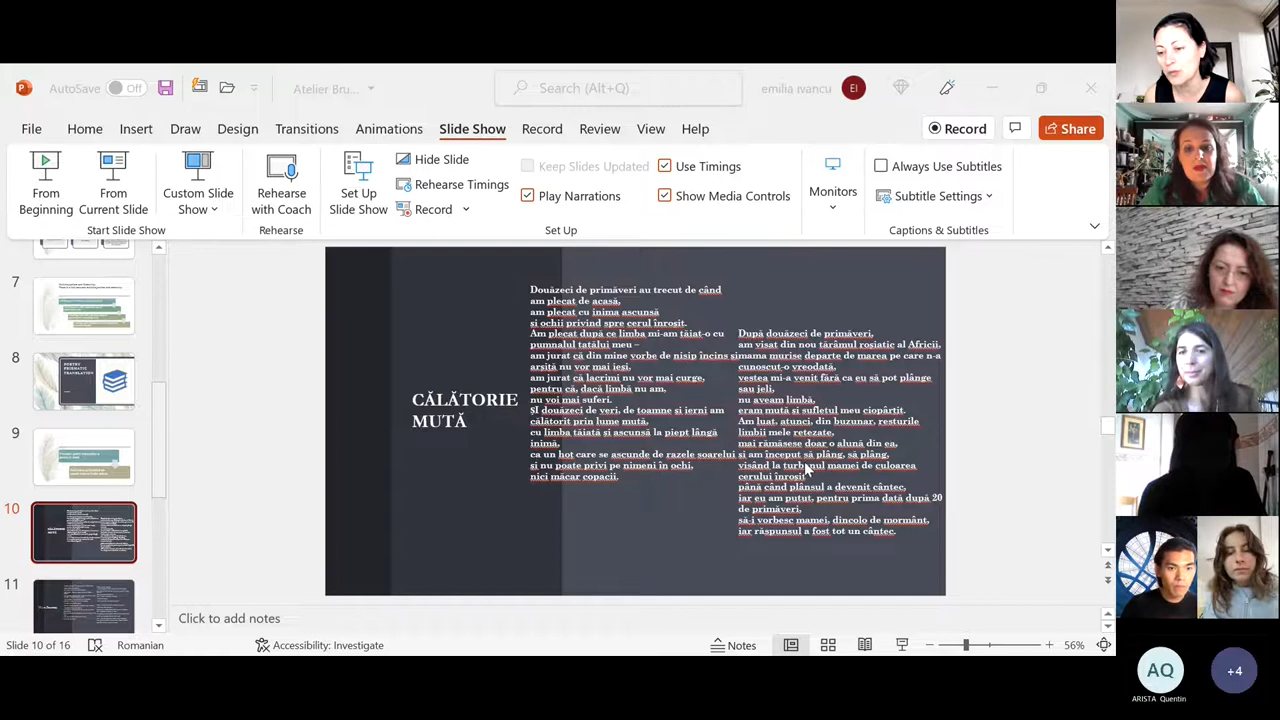 AutoSave
Off
Atelier Bru...
Search (Alt+Q)
emilia ivancu
EI
File
Home
Insert
Draw
Design
Transitions
Animations
Slide Show
Record
Review
View
Help
Record
Share
From Beginning
From Current Slide
Custom Slide Show
Start Slide Show
Rehearse with Coach
Rehearse
Set Up Slide Show
Hide Slide
Rehearse Timings
Record
Keep Slides Updated
Play Narrations
Use Timings
Show Media Controls
Set Up
Monitors
Always Use Subtitles
Subtitle Settings
Captions & Subtitles
7
8
POETRY
PRISMATIC
TRANSLATION
9
10
11
CĂLĂTORIE
MUTĂ
Douăzeci de primăveri au trecut de când
am plecat de acasă,
am plecat cu inima ascunsă
și ochii privind spre cerul înroșit.
Am plecat după ce limba mi-am tăiat-o cu
pumnalul tatălui meu –
am jurat că din mine vorbe de nisip încins și
arșiță nu vor mai ieși,
am jurat că lacrimi nu vor mai curge,
pentru că, dacă limbă nu am,
nu voi mai suferi.
ȘI douăzeci de veri, de toamne și ierni am
călătorit prin lume mută,
cu limba tăiată și ascunsă la piept lângă
inimă,
ca un hoț care se ascunde de razele soarelui
și nu poate privi pe nimeni în ochi,
nici măcar copacii.
După douăzeci de primăveri,
am visat din nou tărâmul roșiatic al Africii,
mama murise departe de marea pe care n-a
cunoscut-o vreodată,
vestea mi-a venit fără ca eu să pot plânge
sau jeli,
nu aveam limbă,
eram mută și sufletul meu ciopârțit.
Am luat, atunci, din buzunar, resturile
limbii mele retezate,
mai rămăsese doar o alună din ea,
și am început să plâng, să plâng,
visând la turbanul mamei de culoarea
cerului înroșit
până când plânsul a devenit cântec,
iar eu am putut, pentru prima dată după 20
de primăveri,
să-i vorbesc mamei, dincolo de mormânt,
iar răspunsul a fost tot un cântec.
Click to add notes
Slide 10 of 16
Romanian
Accessibility: Investigate
Notes
56%
AQ
ARISTA Quentin
+4